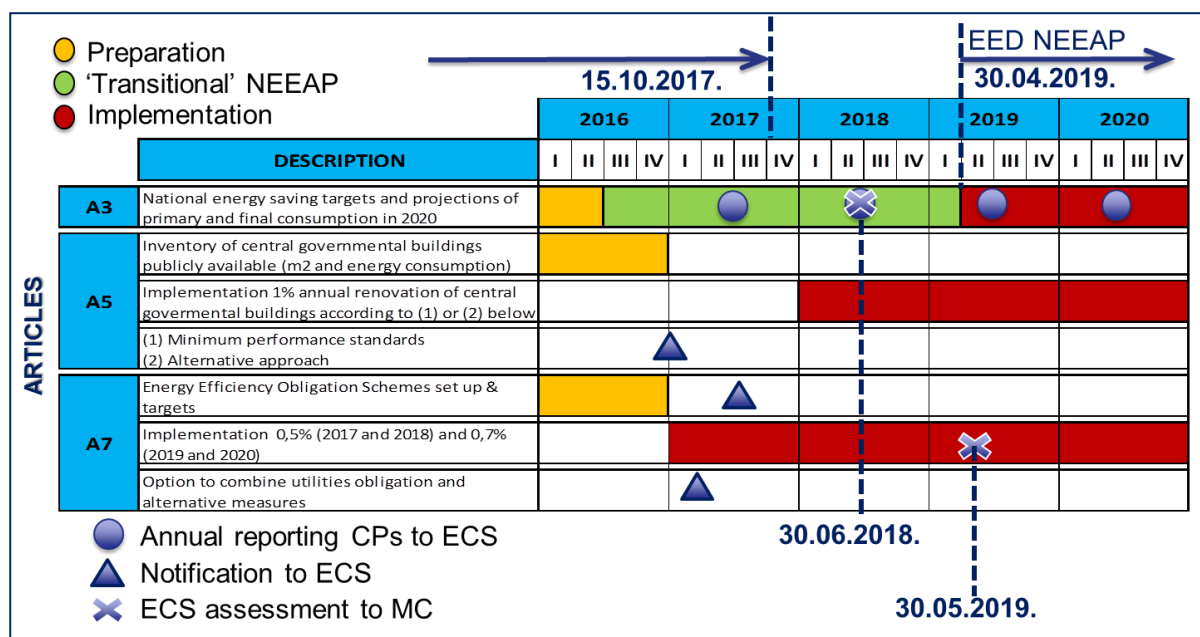 Preparation
'Transitional' NEEAP
Implementation
15.10.2017.
EED NEEAP
30.04.2019.
2016 2017 2018 2019 2020
DESCRIPTION I II III IV I II III IV I II III IV I II III IV I II III IV
ARTICLES
A3
National energy saving targets and projections of
primary and final consumption in 2020
A5
Inventory of central governmental buildings
publicly available (m2 and energy consumption)
Implementation 1% annual renovation of central
govermental buildings according to (1) or (2) below
(1) Minimum performance standards
(2) Alternative approach
A7
Energy Efficiency Obligation Schemes set up &
targets
Implementation 0,5% (2017 and 2018) and 0,7%
(2019 and 2020)
Option to combine utilities obligation and
alternative measures
Annual reporting CPs to ECS
Notification to ECS
ECS assessment to MC
30.06.2018.
30.05.2019.